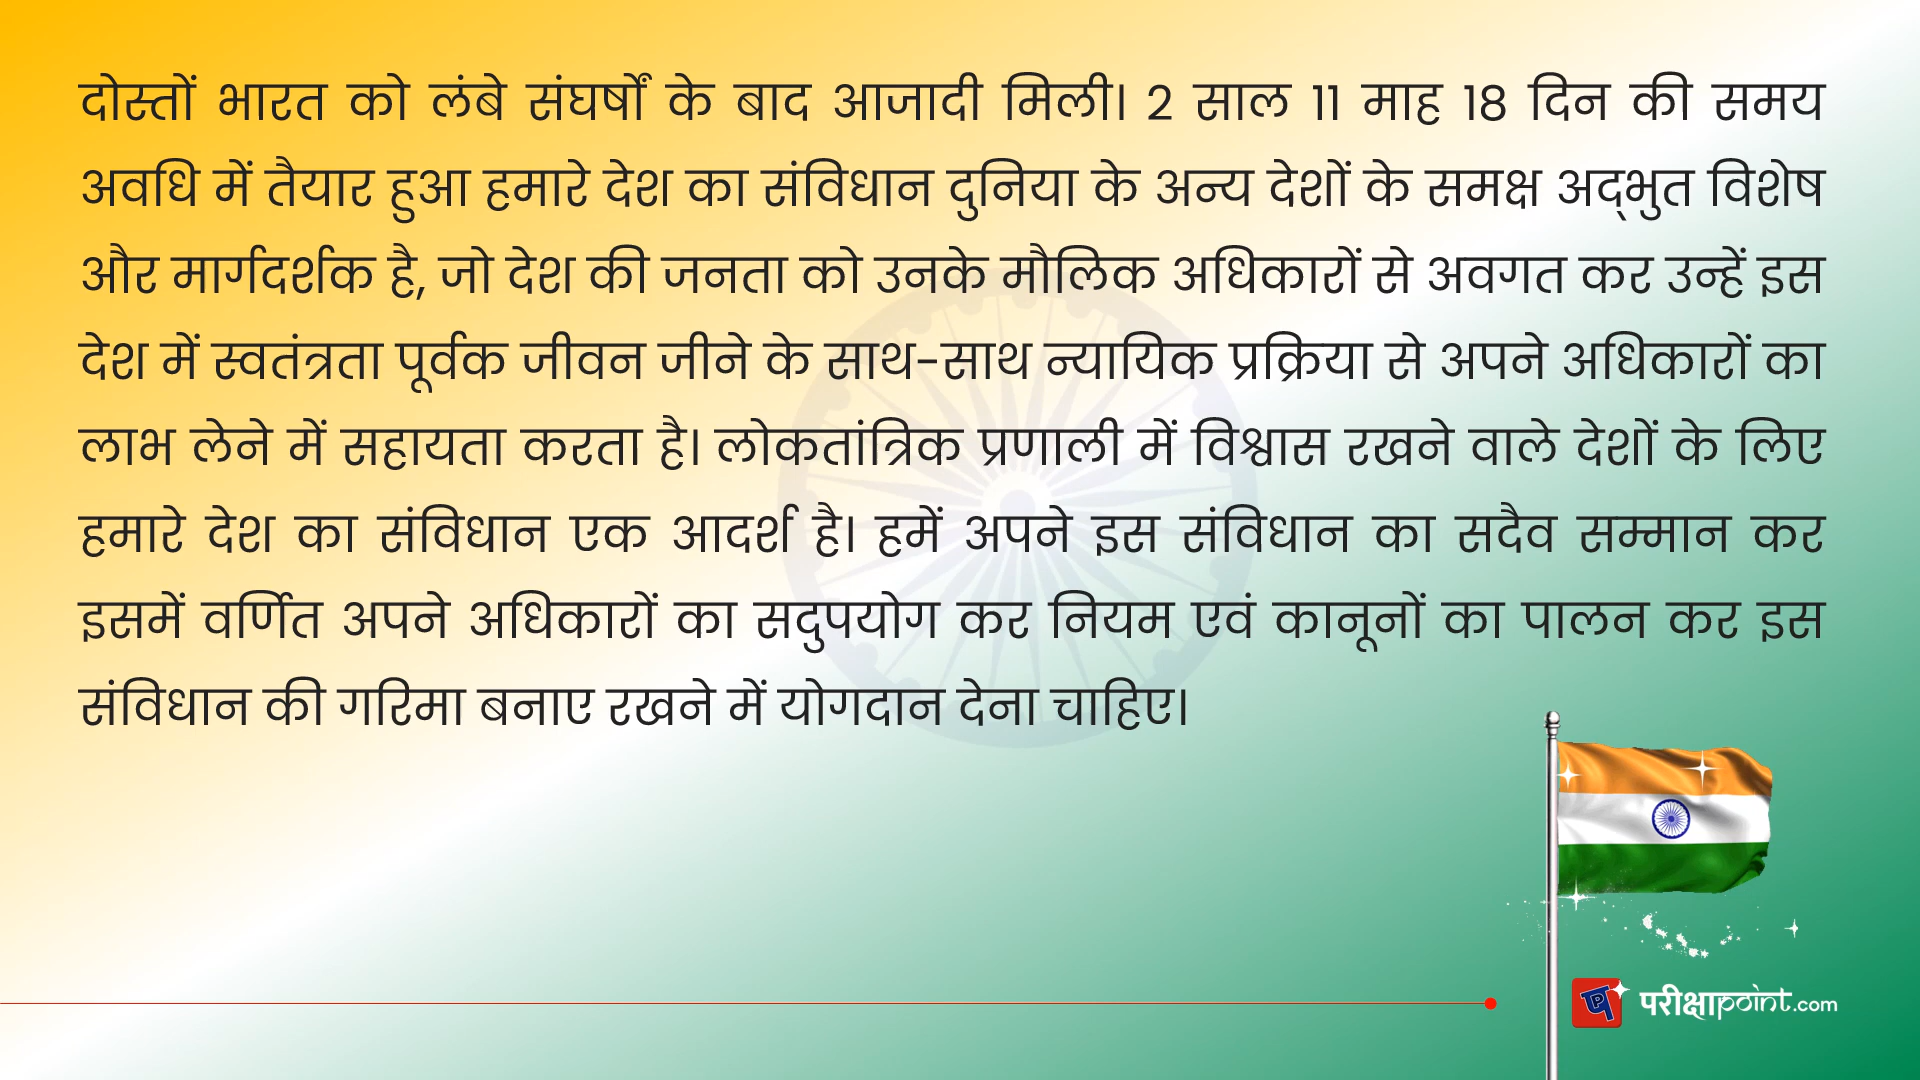 दोस्तों भारत को लंबे संघर्षों के बाद आजादी मिली। 2 साल 11 माह 18 दिन की समय
अवधि में तैयार हुआ हमारे देश का संविधान दुनिया के अन्य देशों के समक्ष अद्भुत विशेष
और मार्गदर्शक है, जो देश की जनता को उनके मौलिक अधिकारों से अवगत कर उन्हें इस
देश में स्वतंत्रता पूर्वक जीवन जीने के साथ-साथ न्यायिक प्रक्रिया से अपने अधिकारों का
लाभ लेने में सहायता करता है। लोकतांत्रिक प्रणाली में विश्वास रखने वाले देशों के लिए
हमारे देश का संविधान एक आदर्श है। हमें अपने इस संविधान का सदैव सम्मान कर
इसमें वर्णित अपने अधिकारों का सदुपयोग कर नियम एवं कानूनों का पालन कर इस
संविधान की गरिमा बनाए रखने में योगदान देना चाहिए।
परीक्षाpoint.com